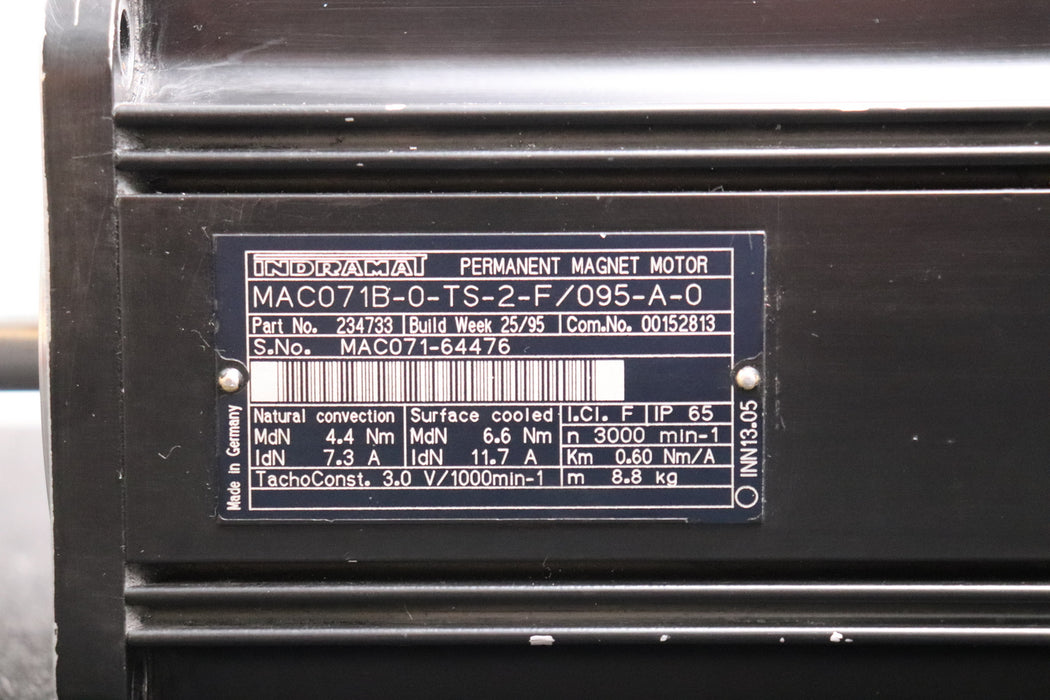 INDRAMAT PERMANENT MAGNET MOTOR
MAC071B-0-TS-2-F/095-A-0
Part No. 234733 Build Week 25/95 Com.No. 00152813
S.No. MAC071-64476
Natural convection Surface cooled I.Cl. F IP 65
MdN 4.4 Nm MdN 6.6 Nm n 3000 min-1
IdN 7.3 A IdN 11.7 A Km 0.60 Nm/A
TachoConst. 3.0 V/1000min-1 m 8.8 kg
Made in Germany
INN13.05